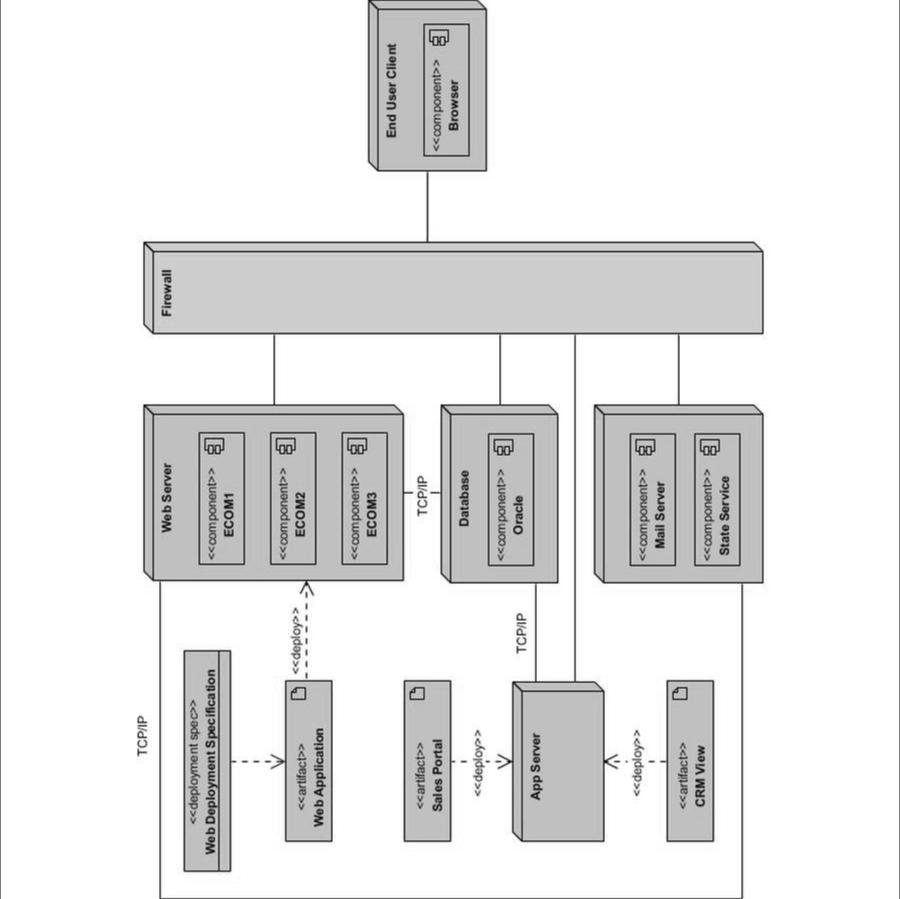 End User Client
<<component>>
Browser
Firewall
Web Server
<<component>>
ECOM1
<<component>>
ECOM2
<<component>>
ECOM3
TCP/IP
Database
<<component>>
Oracle
<<component>>
Mail Server
<<component>>
State Service
TCP/IP
<<deployment spec>>
Web Deployment Specification
<<deploy>>
<<artifact>>
Web Application
<<artifact>>
Sales Portal
<<deploy>>
TCP/IP
App Server
<<deploy>>
<<artifact>>
CRM View